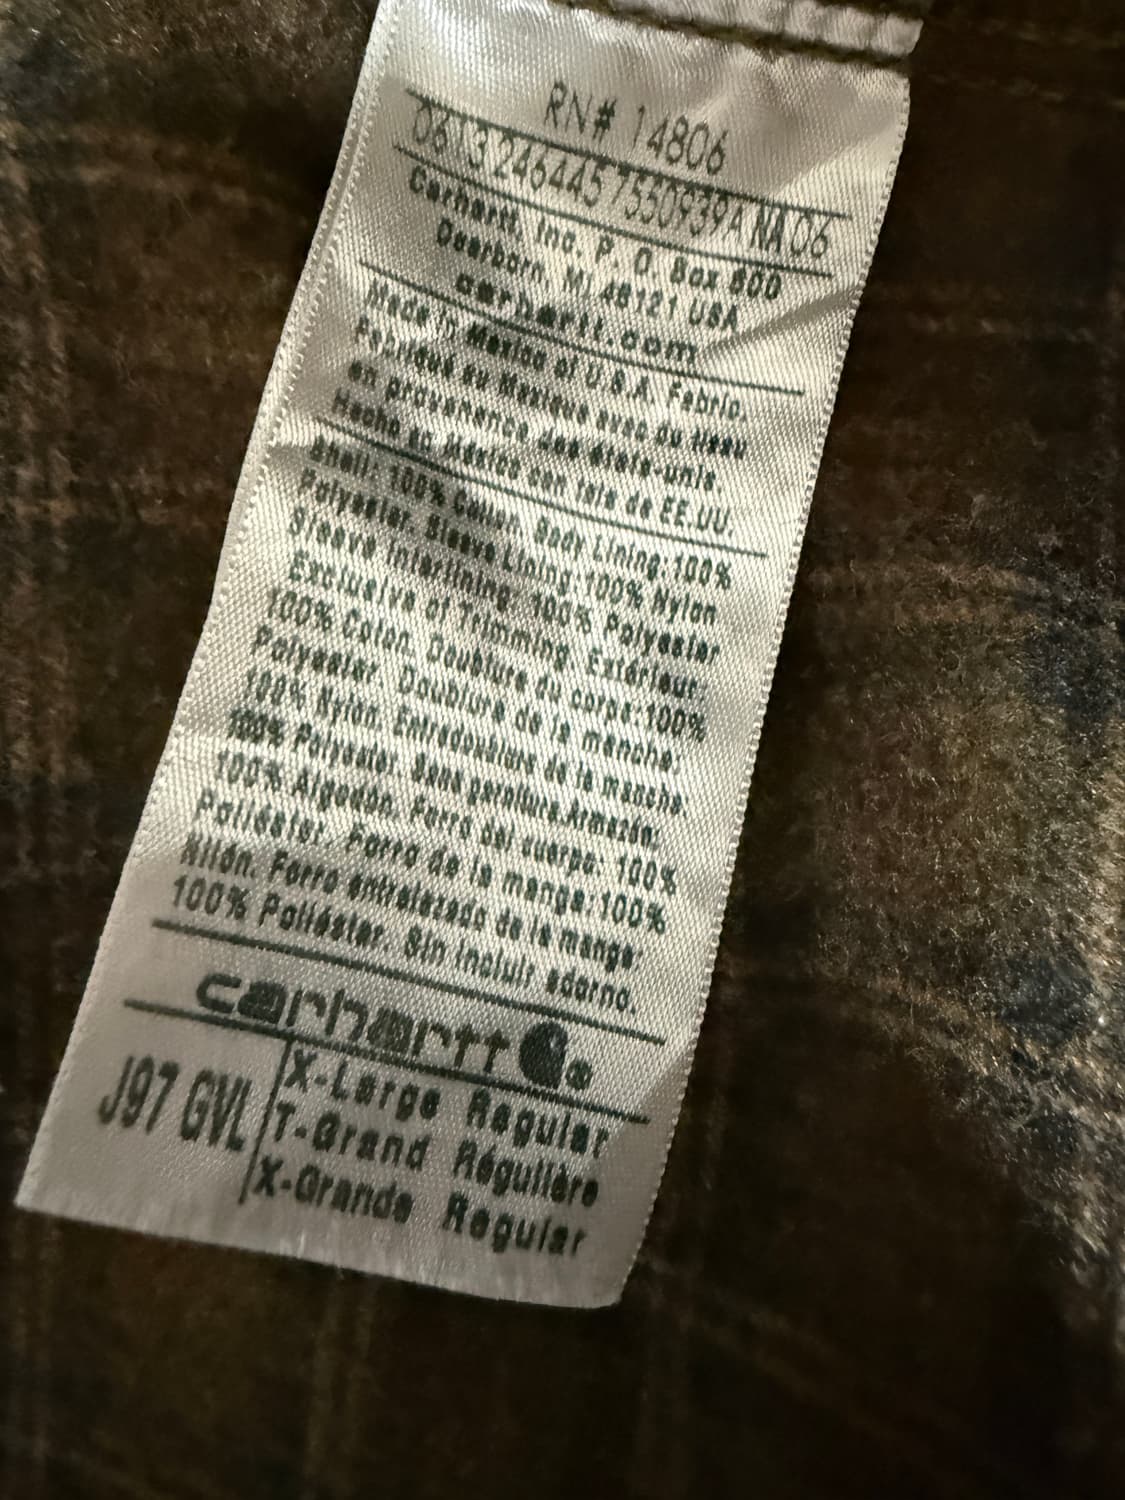 RN# 14806
06132464457550939A NA 06
Carhartt, Inc. P. O. Box 600
Dearborn, MI 48121 USA
carhartt.com
Made in Mexico of U.S.A. Fabric.
Fabriqué au Mexique avec du tissu
en provenance des états-unis.
Hecho en México con tela de EE.UU.
Shell: 100% Cotton. Body Lining:100%
Polyester. Sleeve Lining:100% Nylon
Sleeve Interlining: 100% Polyester
Exclusive of Trimming. Extérieur:
100% Coton. Doublure du corps:100%
Polyester. Doublure de la manche:
100% Nylon. Entredoublure de la manche:
100% Polyester. Sans garniture.Armazón:
100% Algodón. Forro del cuerpo: 100%
Poliéster. Forro de la manga:100%
Nilón. Forro entrelazado de la manga:
100% Poliéster. Sin incluir adorno.
carhartt ®
J97 GVL
X-Large Regular
T-Grand Régulière
X-Grande Regular